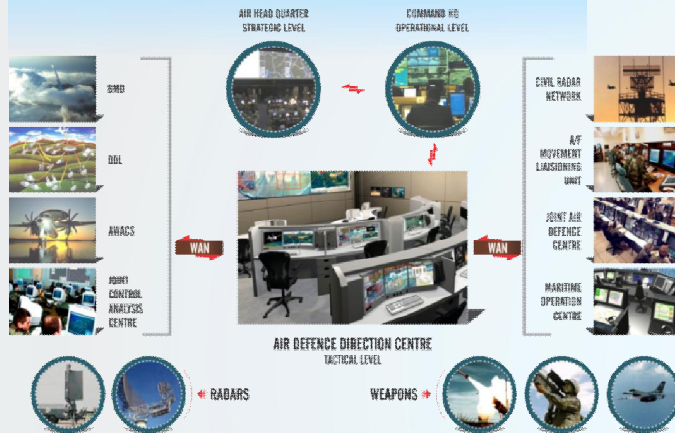 AIR HEAD QUARTER
STRATEGIC LEVEL
COMMAND HQ
OPERATIONAL LEVEL
BMD
DDL
AWACS
JOINT
CONTROL
ANALYSIS
CENTRE
WAN
WAN
CIVIL RADAR
NETWORK
A/F
MOVEMENT
LIAISIONING
UNIT
JOINT AIR
DEFENCE
CENTRE
MARITIME
OPERATION
CENTRE
AIR DEFENCE DIRECTION CENTRE
TACTICAL LEVEL
RADARS
WEAPONS